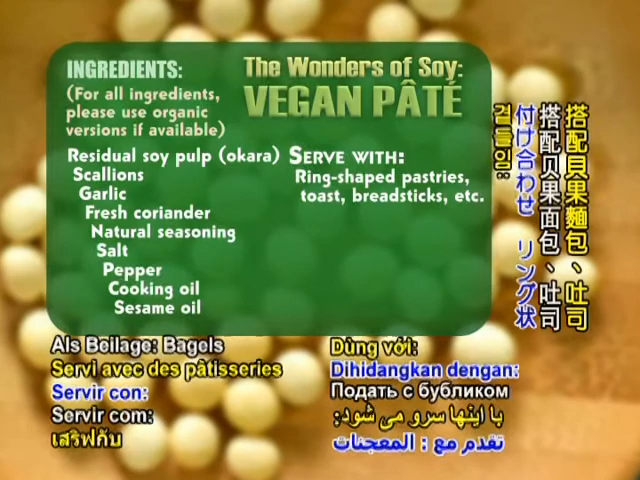 INGREDIENTS:
(For all ingredients,
please use organic
versions if available)
Residual soy pulp (okara)
Scallions
Garlic
Fresh coriander
Natural seasoning
Salt
Pepper
Cooking oil
Sesame oil
The Wonders of Soy:
VEGAN PÂTÉ
SERVE WITH:
Ring-shaped pastries,
toast, breadsticks, etc.
搭配貝果麵包、吐司
搭配贝果面包、吐司
付け合わせ リング状
곁들임:
Als Beilage: Bagels
Servi avec des pâtisseries
Servir con:
Servir com:
เสริฟกับ
Dùng với:
Dihidangkan dengan:
Подать с бубликом
با اینها سرو می شود:
تقدم مع : المعجنات